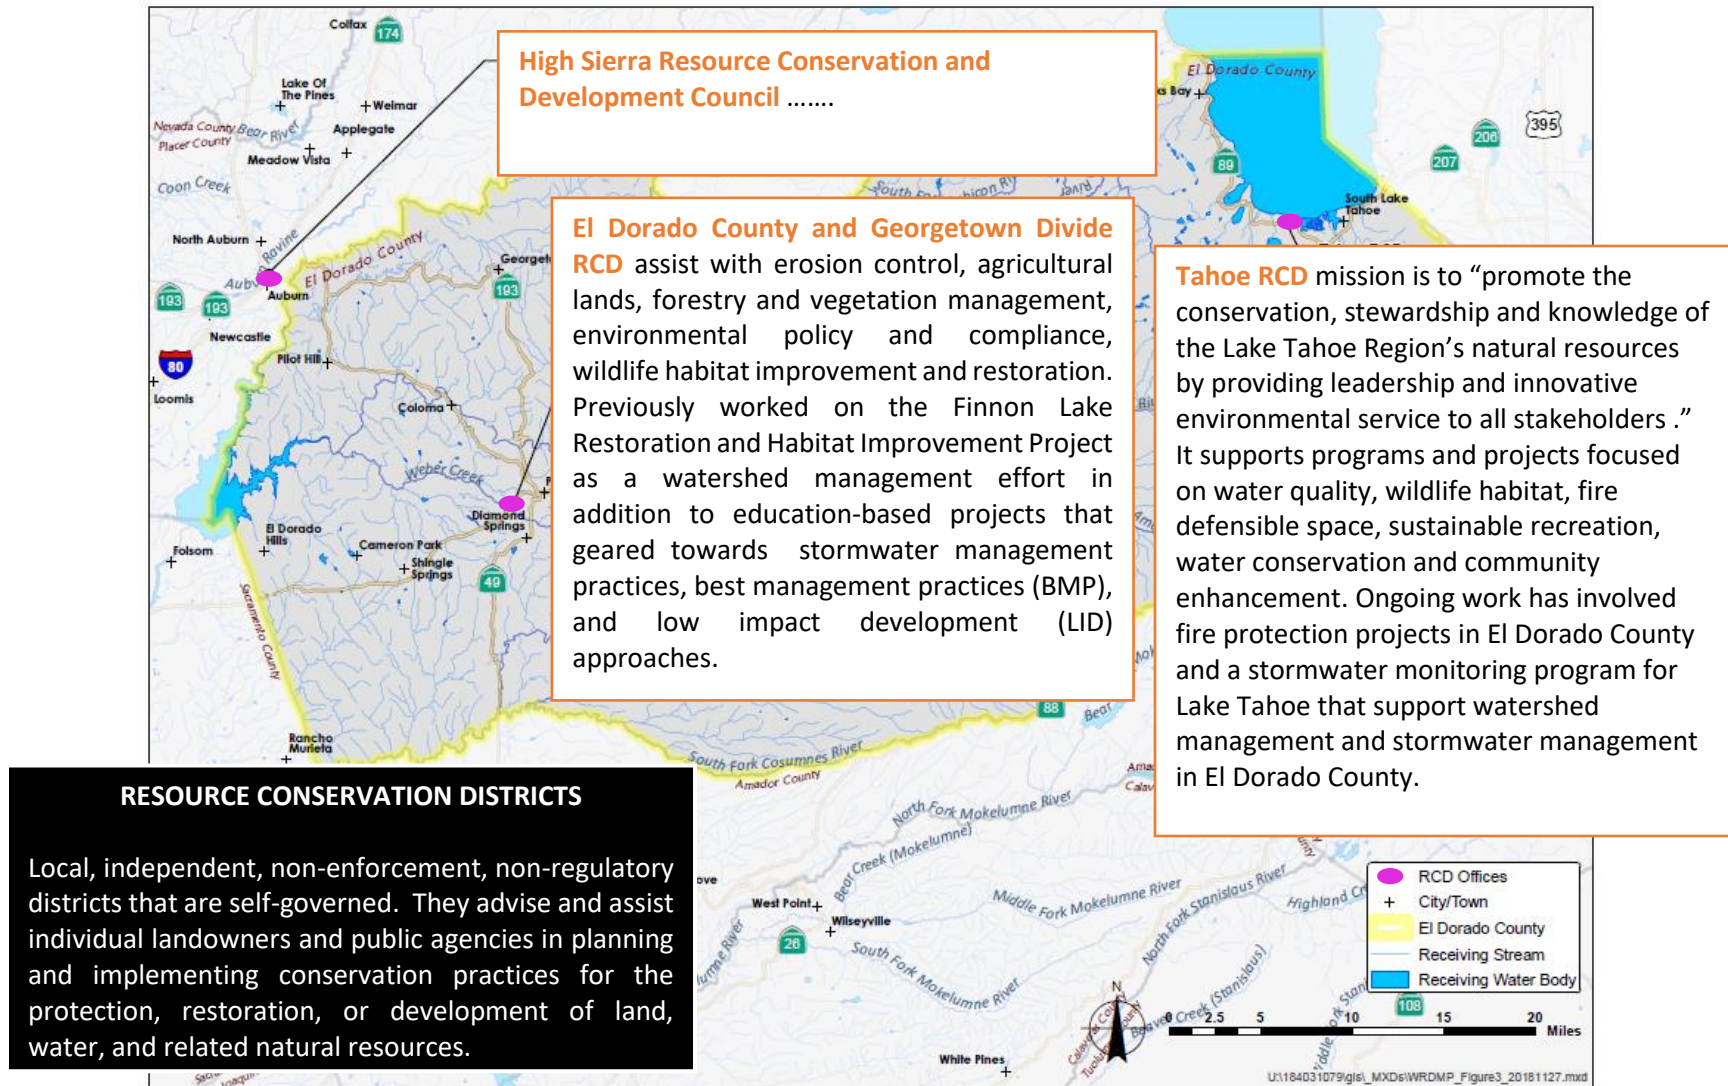 Colfax
174
High Sierra Resource Conservation and
Development Council .......
El Dorado County
Lake Of
The Pines
Weimar
Applegate
Nevada County
Placer County
Bear River
Meadow Vista
Coon Creek
ks Bay
395
206
207
89
South Lake
Tahoe
North Auburn
Auburn Ravine
Auburn
El Dorado County
193
193
Newcastle
80
Loomis
Pilot Hill
Coloma
Georget
193
Weber Creek
Diamond
Springs
El Dorado
Hills
Cameron Park
Shingle
Springs
49
Folsom
Sacramento County
Rancho
Murieta
El Dorado County and Georgetown Divide
RCD assist with erosion control, agricultural
lands, forestry and vegetation management,
environmental policy and compliance,
wildlife habitat improvement and restoration.
Previously worked on the Finnon Lake
Restoration and Habitat Improvement Project
as a watershed management effort in
addition to education-based projects that
geared towards stormwater management
practices, best management practices (BMP),
and low impact development (LID)
approaches.
Tahoe RCD mission is to “promote the
conservation, stewardship and knowledge of
the Lake Tahoe Region’s natural resources
by providing leadership and innovative
environmental service to all stakeholders .”
It supports programs and projects focused
on water quality, wildlife habitat, fire
defensible space, sustainable recreation,
water conservation and community
enhancement. Ongoing work has involved
fire protection projects in El Dorado County
and a stormwater monitoring program for
Lake Tahoe that support watershed
management and stormwater management
in El Dorado County.
88
Bear
South Fork Cosumnes River
Amador County
RESOURCE CONSERVATION DISTRICTS
Local, independent, non-enforcement, non-regulatory
districts that are self-governed. They advise and assist
individual landowners and public agencies in planning
and implementing conservation practices for the
protection, restoration, or development of land,
water, and related natural resources.
North Fork Mokelumne River
Bear Creek (Mokelumne)
ove
West Point
Wilseyville
26
Middle Fork Mokelumne River
South Fork Mokelumne River
North Fork Stanislaus River
Highland Cr
Beaver Creek (Stanislaus)
White Pines
RCD Offices
City/Town
El Dorado County
Receiving Stream
Receiving Water Body
108
N
0 2.5 5 10 15 20
Miles
U:\184031079\gis\_MXDs\WRDMP_Figure3_20181127.mxd